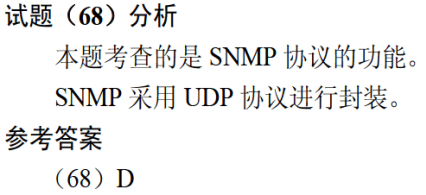 试题（68）分析
本题考查的是 SNMP 协议的功能。
SNMP 采用 UDP 协议进行封装。
参考答案
（68）D